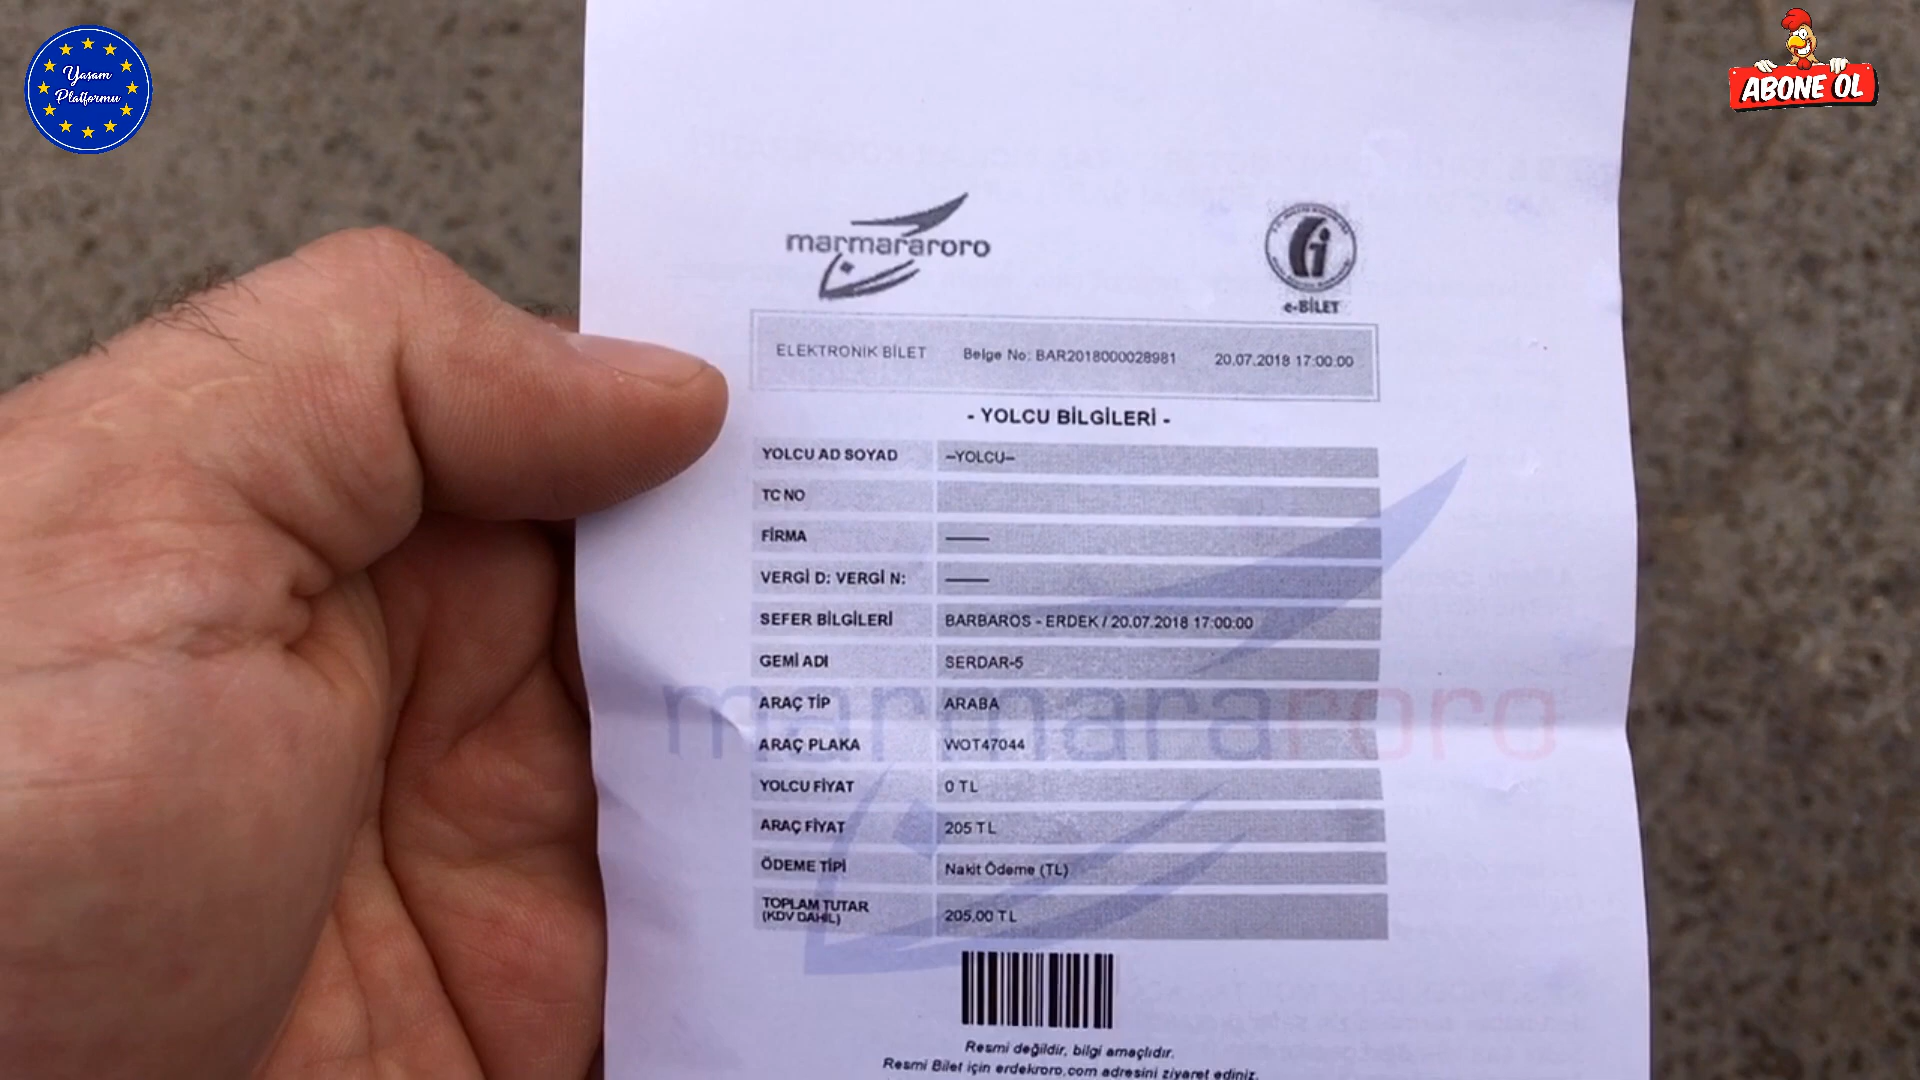 Yasam
Platformu
ABONE OL
marmararoro
e-BİLET
ELEKTRONİK BİLET Belge No: BAR2018000028981 20.07.2018 17:00:00
- YOLCU BİLGİLERİ -
YOLCU AD SOYAD –YOLCU–
TC NO
FİRMA ——
VERGİ D: VERGİ N: ——
SEFER BİLGİLERİ BARBAROS - ERDEK / 20.07.2018 17:00:00
GEMİ ADI SERDAR-5
marmararoro
ARAÇ TİP ARABA
ARAÇ PLAKA WOT47044
YOLCU FİYAT 0 TL
ARAÇ FİYAT 205 TL
ÖDEME TİPİ Nakit Ödeme (TL)
TOPLAM TUTAR
(KDV DAHİL) 205,00 TL
Resmi değildir, bilgi amaçlıdır.
Resmi Bilet için erdekroro.com adresini ziyaret ediniz.